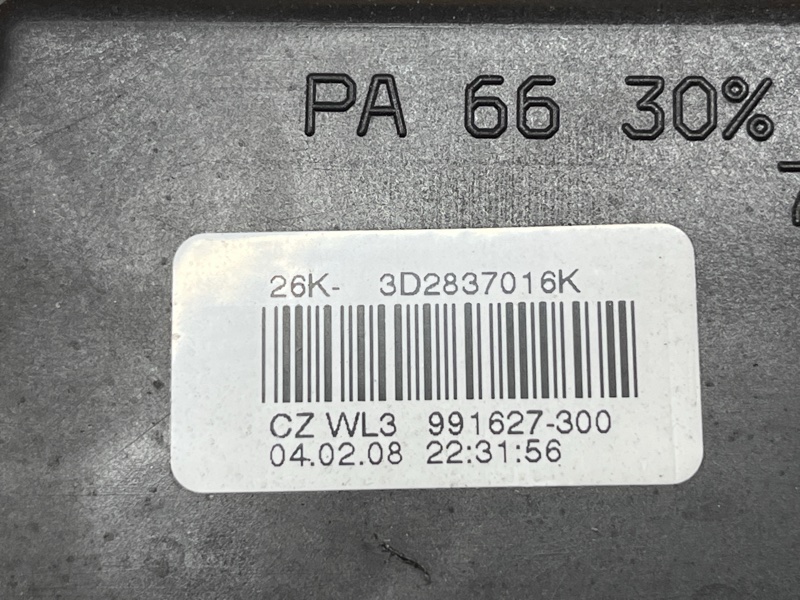 PA 66 30%
26K- 3D2837016K
CZ WL3 991627-300
04.02.08 22:31:56